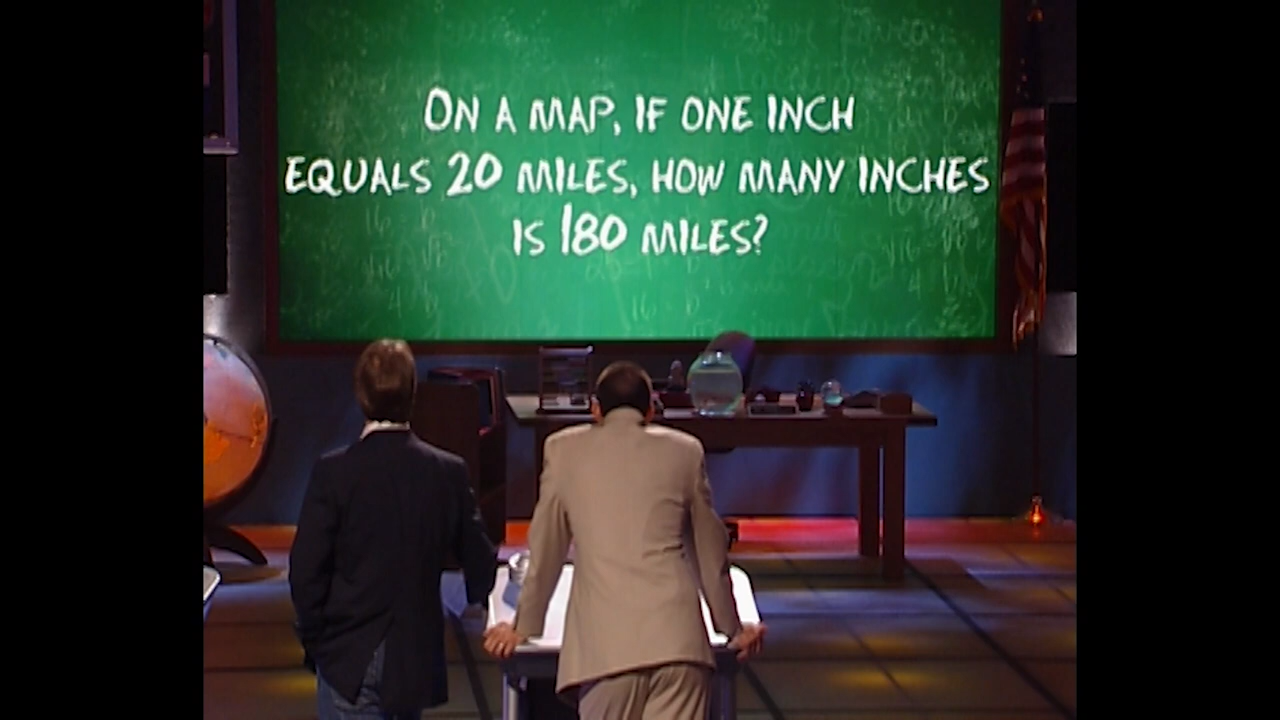 ON A MAP, IF ONE INCH
EQUALS 20 MILES, HOW MANY INCHES
IS 180 MILES?